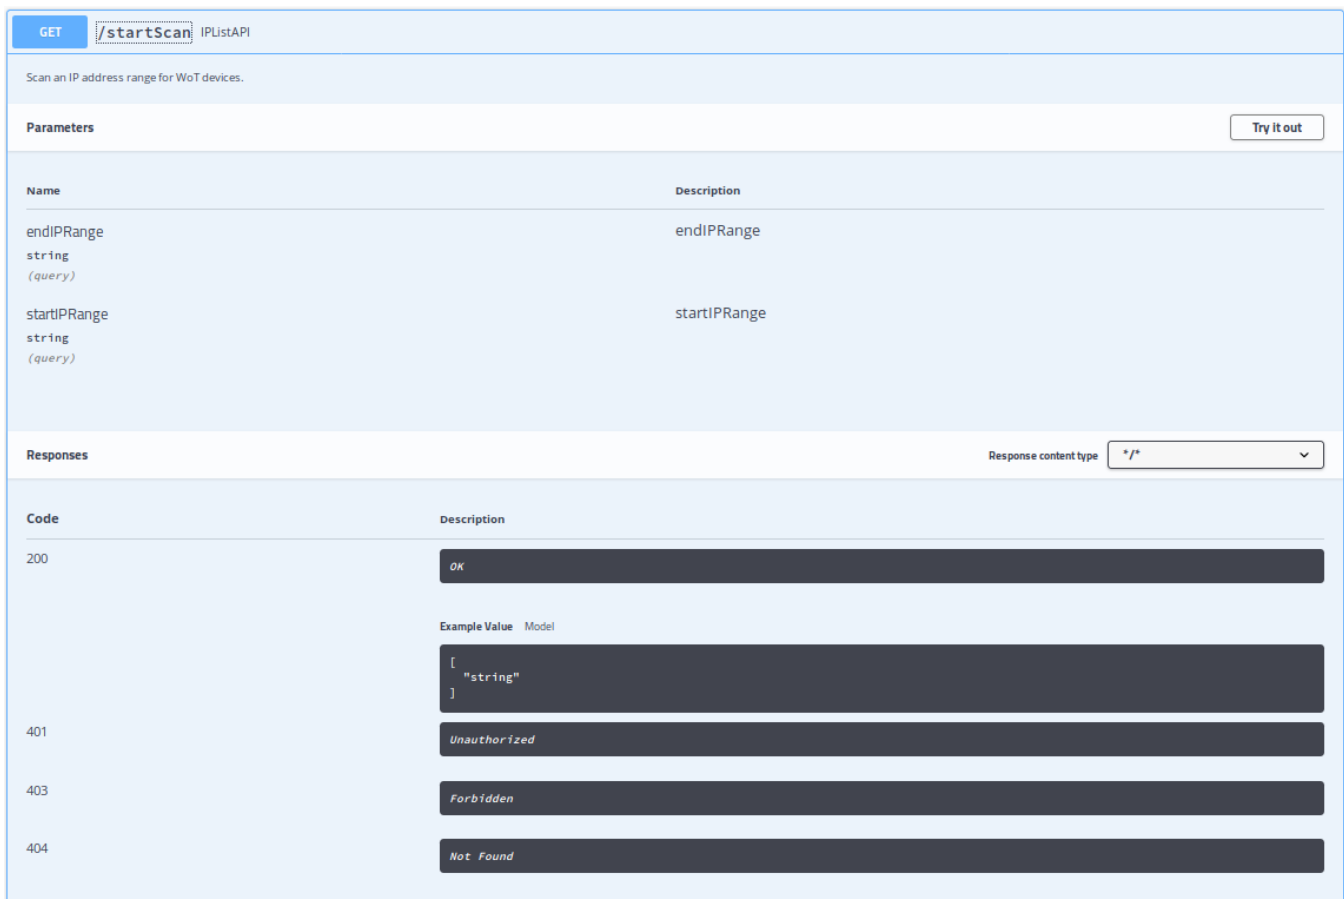 GET /startScan IPListAPI
Scan an IP address range for WoT devices.
Parameters Try it out
Name Description
endIPRange endIPRange
string
(query)
startIPRange startIPRange
string
(query)
Responses Response content type */*
Code Description
200 OK
Example Value Model
[
"string"
]
401 Unauthorized
403 Forbidden
404 Not Found